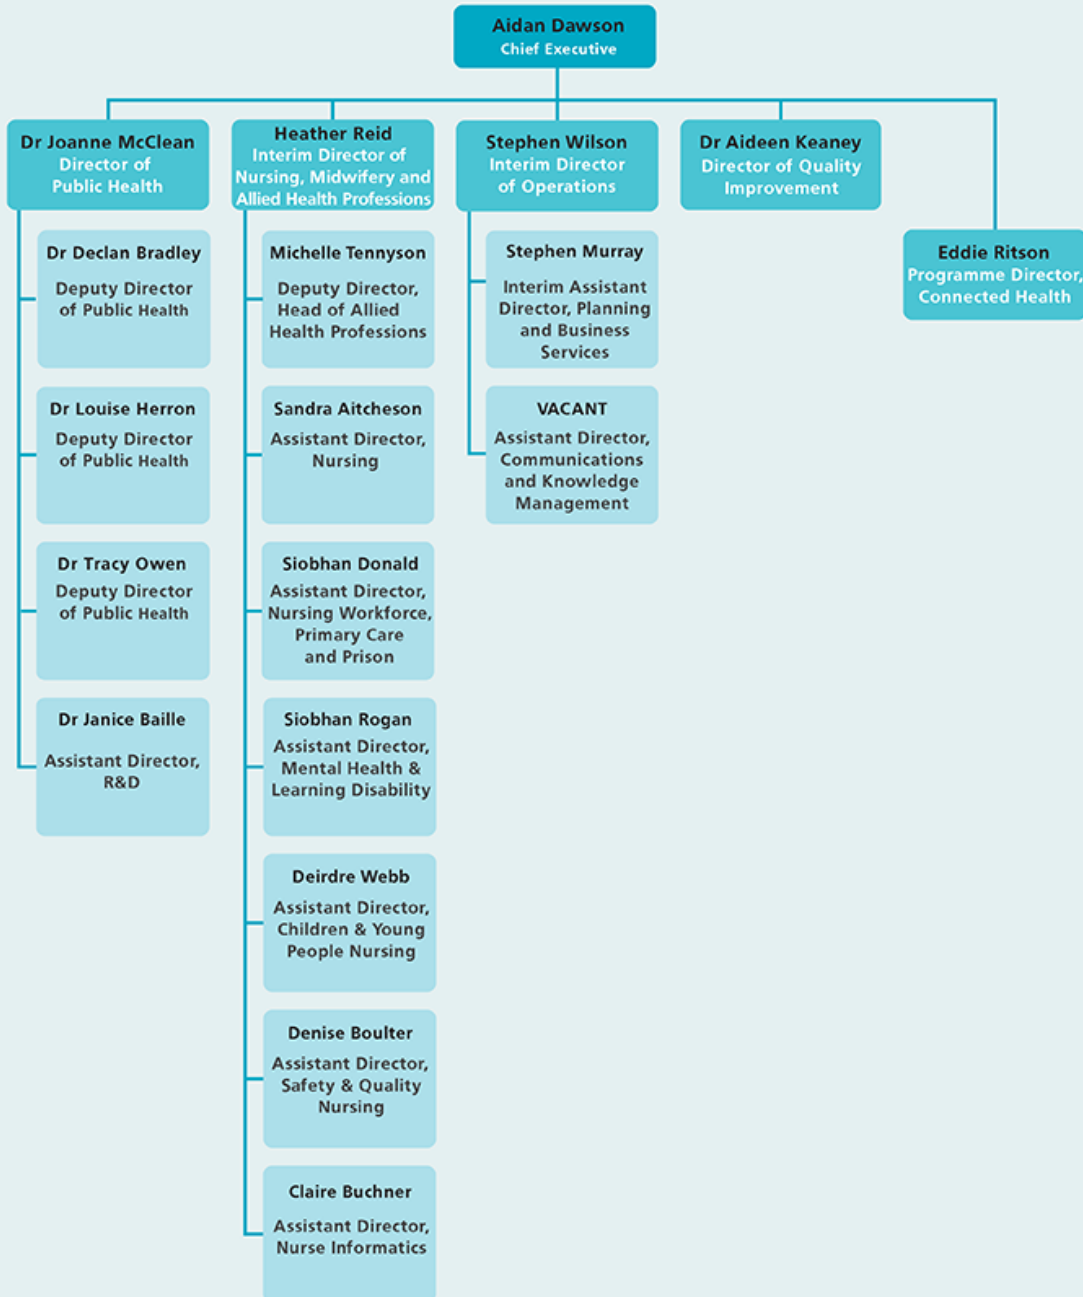 Aidan Dawson
Chief Executive
Dr Joanne McClean
Director of
Public Health
Heather Reid
Interim Director of
Nursing, Midwifery and
Allied Health Professions
Stephen Wilson
Interim Director
of Operations
Dr Aideen Keaney
Director of Quality
Improvement
Eddie Ritson
Programme Director,
Connected Health
Dr Declan Bradley
Deputy Director
of Public Health
Dr Louise Herron
Deputy Director
of Public Health
Dr Tracy Owen
Deputy Director
of Public Health
Dr Janice Baille
Assistant Director,
R&D
Michelle Tennyson
Deputy Director,
Head of Allied
Health Professions
Sandra Aitcheson
Assistant Director,
Nursing
Siobhan Donald
Assistant Director,
Nursing Workforce,
Primary Care
and Prison
Siobhan Rogan
Assistant Director,
Mental Health &
Learning Disability
Deirdre Webb
Assistant Director,
Children & Young
People Nursing
Denise Boulter
Assistant Director,
Safety & Quality
Nursing
Claire Buchner
Assistant Director,
Nurse Informatics
Stephen Murray
Interim Assistant
Director, Planning
and Business
Services
VACANT
Assistant Director,
Communications
and Knowledge
Management